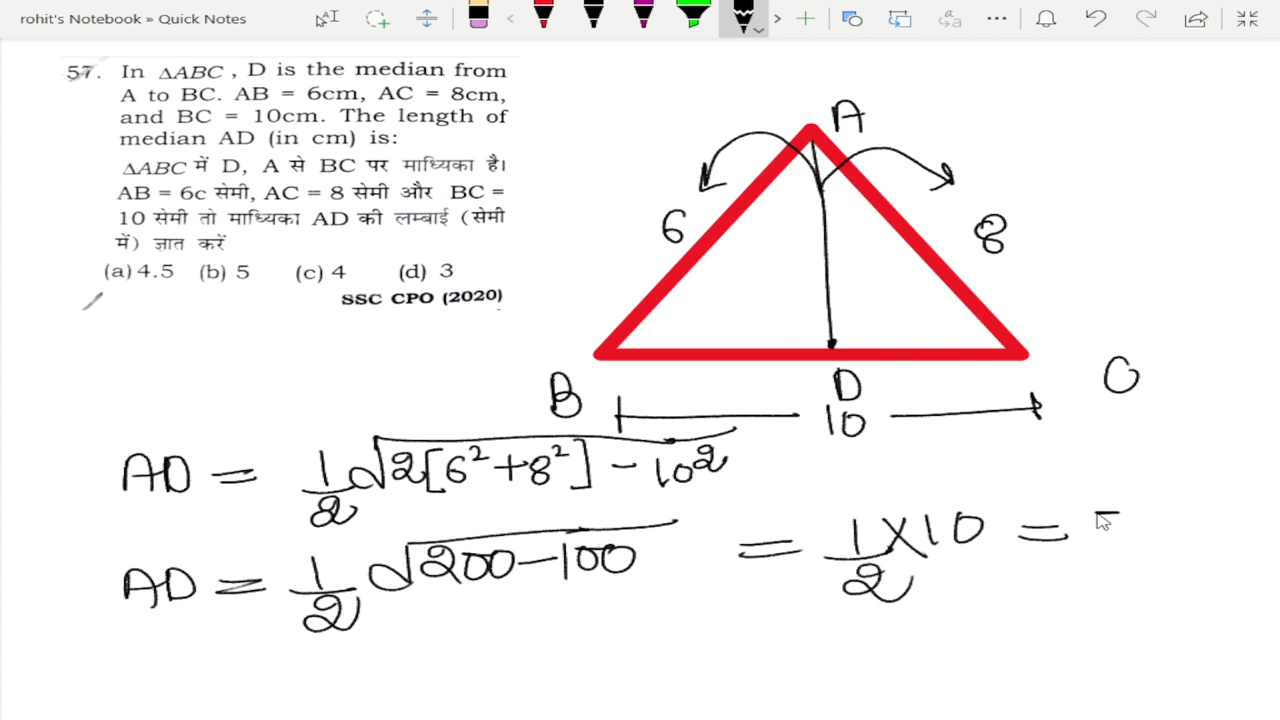 rohit's Notebook » Quick Notes
57. In ∆ABC, D is the median from
A to BC. AB = 6cm, AC = 8cm,
and BC = 10cm. The length of
median AD (in cm) is:
∆ABC में D, A से BC पर माध्यिका है।
AB = 6c सेमी, AC = 8 सेमी और BC =
10 सेमी तो माध्यिका AD की लम्बाई (सेमी
में) ज्ञात करें
(a) 4.5 (b) 5 (c) 4 (d) 3
SSC CPO (2020)
A
6
8
B
D
C
10
AD = 1/2 √2[6²+8²] - 10²
AD = 1/2 √200-100 = 1/2 × 10 =